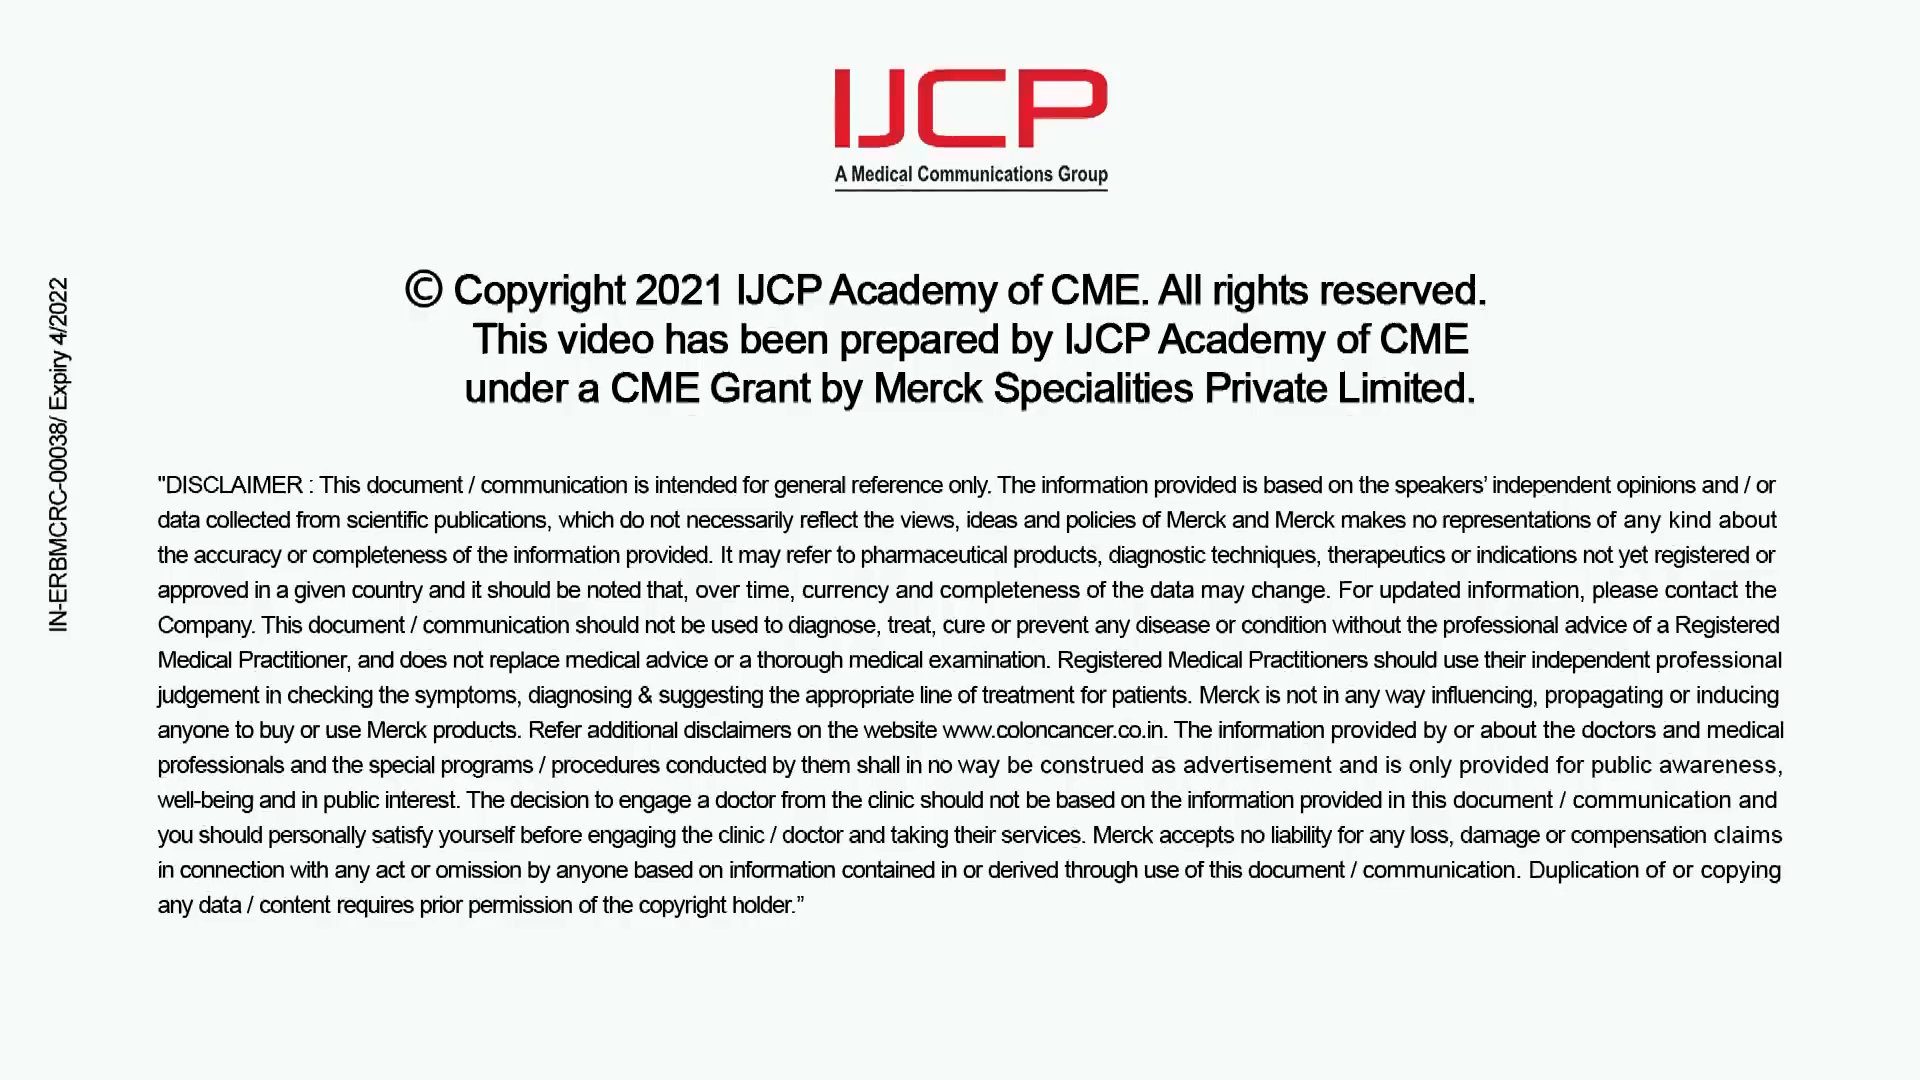 IJCP
A Medical Communications Group
© Copyright 2021 IJCP Academy of CME. All rights reserved.
This video has been prepared by IJCP Academy of CME
under a CME Grant by Merck Specialities Private Limited.
IN-ERBMCRC-00038/ Expiry 4/2022
"DISCLAIMER : This document / communication is intended for general reference only. The information provided is based on the speakers’ independent opinions and / or
data collected from scientific publications, which do not necessarily reflect the views, ideas and policies of Merck and Merck makes no representations of any kind about
the accuracy or completeness of the information provided. It may refer to pharmaceutical products, diagnostic techniques, therapeutics or indications not yet registered or
approved in a given country and it should be noted that, over time, currency and completeness of the data may change. For updated information, please contact the
Company. This document / communication should not be used to diagnose, treat, cure or prevent any disease or condition without the professional advice of a Registered
Medical Practitioner, and does not replace medical advice or a thorough medical examination. Registered Medical Practitioners should use their independent professional
judgement in checking the symptoms, diagnosing & suggesting the appropriate line of treatment for patients. Merck is not in any way influencing, propagating or inducing
anyone to buy or use Merck products. Refer additional disclaimers on the website www.coloncancer.co.in. The information provided by or about the doctors and medical
professionals and the special programs / procedures conducted by them shall in no way be construed as advertisement and is only provided for public awareness,
well-being and in public interest. The decision to engage a doctor from the clinic should not be based on the information provided in this document / communication and
you should personally satisfy yourself before engaging the clinic / doctor and taking their services. Merck accepts no liability for any loss, damage or compensation claims
in connection with any act or omission by anyone based on information contained in or derived through use of this document / communication. Duplication of or copying
any data / content requires prior permission of the copyright holder.”